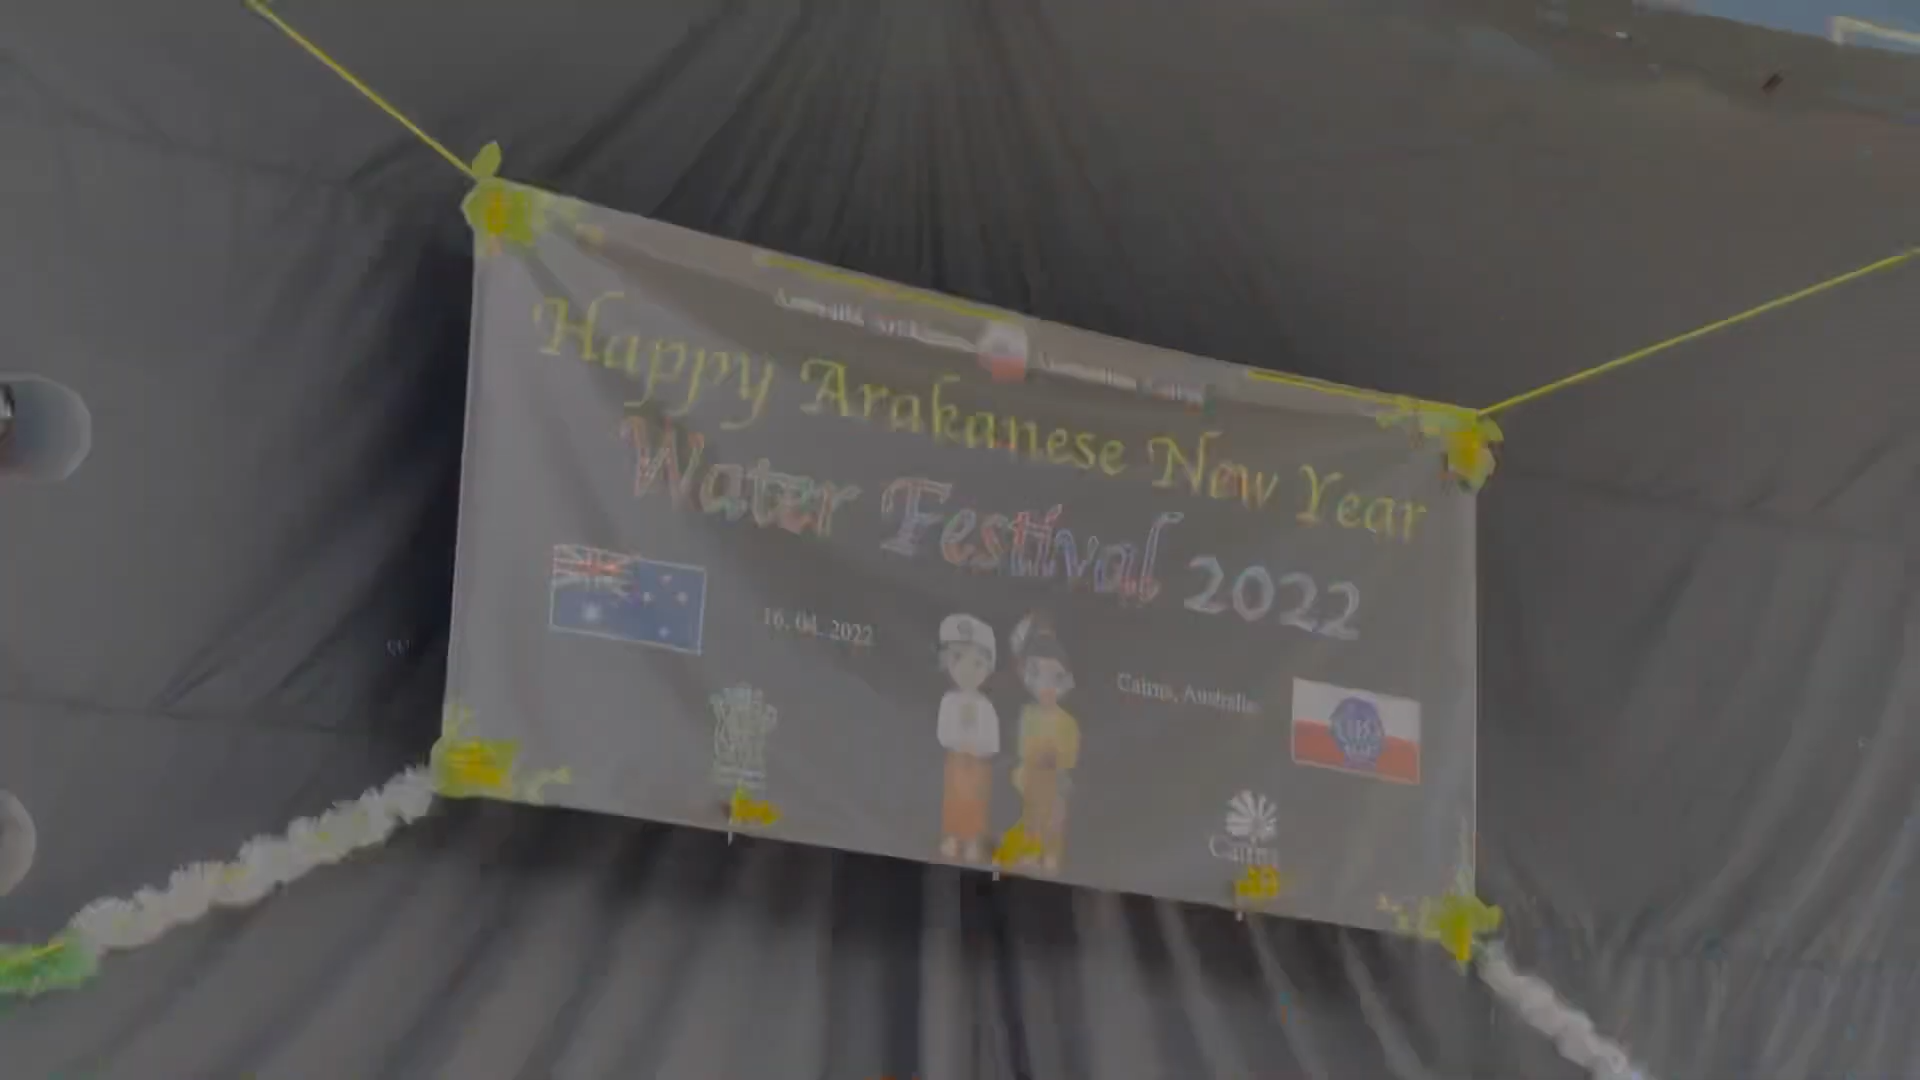 Happy Arakanese New Year
Water Festival 2022
16. 04. 2022
Cairns, Australia
Cairns